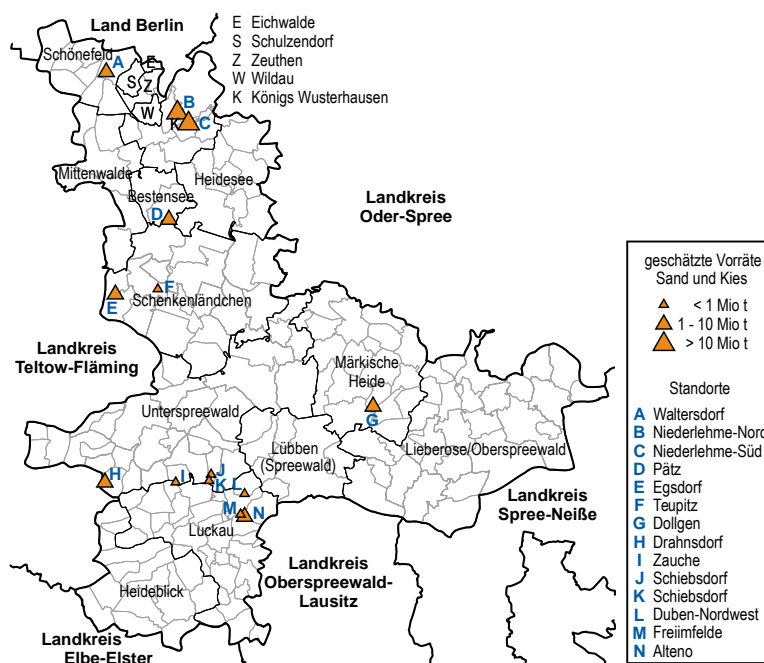 Land Berlin
E Eichwalde
S Schulzendorf
Z Zeuthen
W Wildau
K Königs Wusterhausen
Schönefeld
A
E
S
Z
W
B
K
C
Mittenwalde
Heidesee
Bestensee
D
Landkreis
Oder-Spree
E
F
Schenkenländchen
Landkreis
Teltow-Fläming
Märkische
Heide
G
Unterspreewald
Lübben
(Spreewald)
Lieberose/Oberspreewald
H
I
J
K
L
M
N
Luckau
Heideblick
Landkreis
Spree-Neiße
Landkreis
Oberspreewald-
Lausitz
Landkreis
Elbe-Elster
geschätzte Vorräte
Sand und Kies
< 1 Mio t
1 - 10 Mio t
> 10 Mio t
Standorte
A Waltersdorf
B Niederlehme-Nord
C Niederlehme-Süd
D Pätz
E Egsdorf
F Teupitz
G Dollgen
H Drahnsdorf
I Zauche
J Schiebsdorf
K Schiebsdorf
L Duben-Nordwest
M Freiimfelde
N Alteno